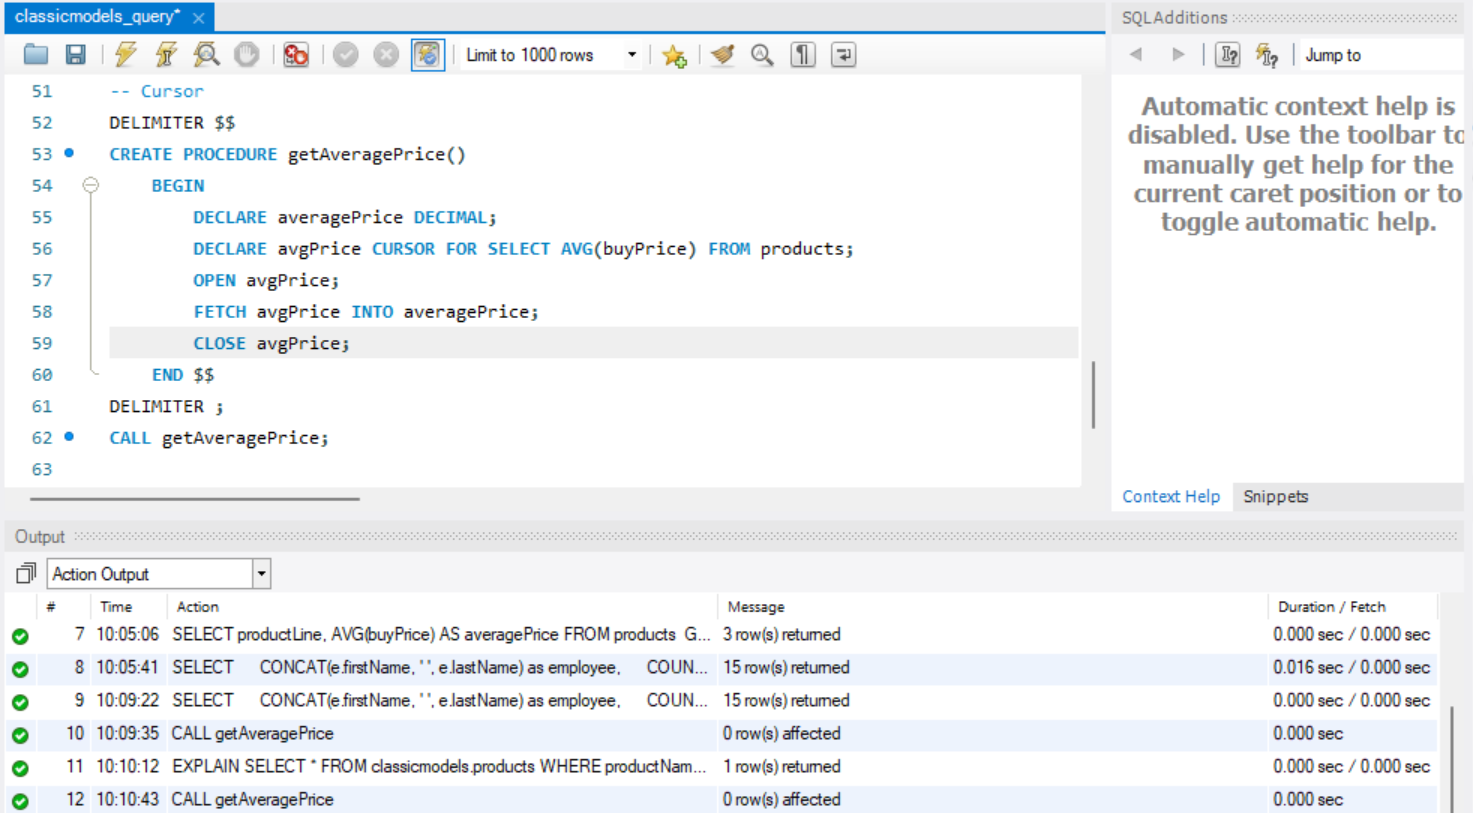 classicmodels_query*
Limit to 1000 rows
51 -- Cursor
52 DELIMITER $$
53 CREATE PROCEDURE getAveragePrice()
54 BEGIN
55 DECLARE averagePrice DECIMAL;
56 DECLARE avgPrice CURSOR FOR SELECT AVG(buyPrice) FROM products;
57 OPEN avgPrice;
58 FETCH avgPrice INTO averagePrice;
59 CLOSE avgPrice;
60 END $$
61 DELIMITER ;
62 CALL getAveragePrice;
63
SQLAdditions
Jump to
Automatic context help is
disabled. Use the toolbar to
manually get help for the
current caret position or to
toggle automatic help.
Context Help Snippets
Output
Action Output
# Time Action Message Duration / Fetch
7 10:05:06 SELECT productLine, AVG(buyPrice) AS averagePrice FROM products G... 3 row(s) returned 0.000 sec / 0.000 sec
8 10:05:41 SELECT CONCAT(e.firstName, ' ', e.lastName) as employee, COUN... 15 row(s) returned 0.016 sec / 0.000 sec
9 10:09:22 SELECT CONCAT(e.firstName, ' ', e.lastName) as employee, COUN... 15 row(s) returned 0.000 sec / 0.000 sec
10 10:09:35 CALL getAveragePrice 0 row(s) affected 0.000 sec
11 10:10:12 EXPLAIN SELECT * FROM classicmodels.products WHERE productNam... 1 row(s) returned 0.000 sec / 0.000 sec
12 10:10:43 CALL getAveragePrice 0 row(s) affected 0.000 sec